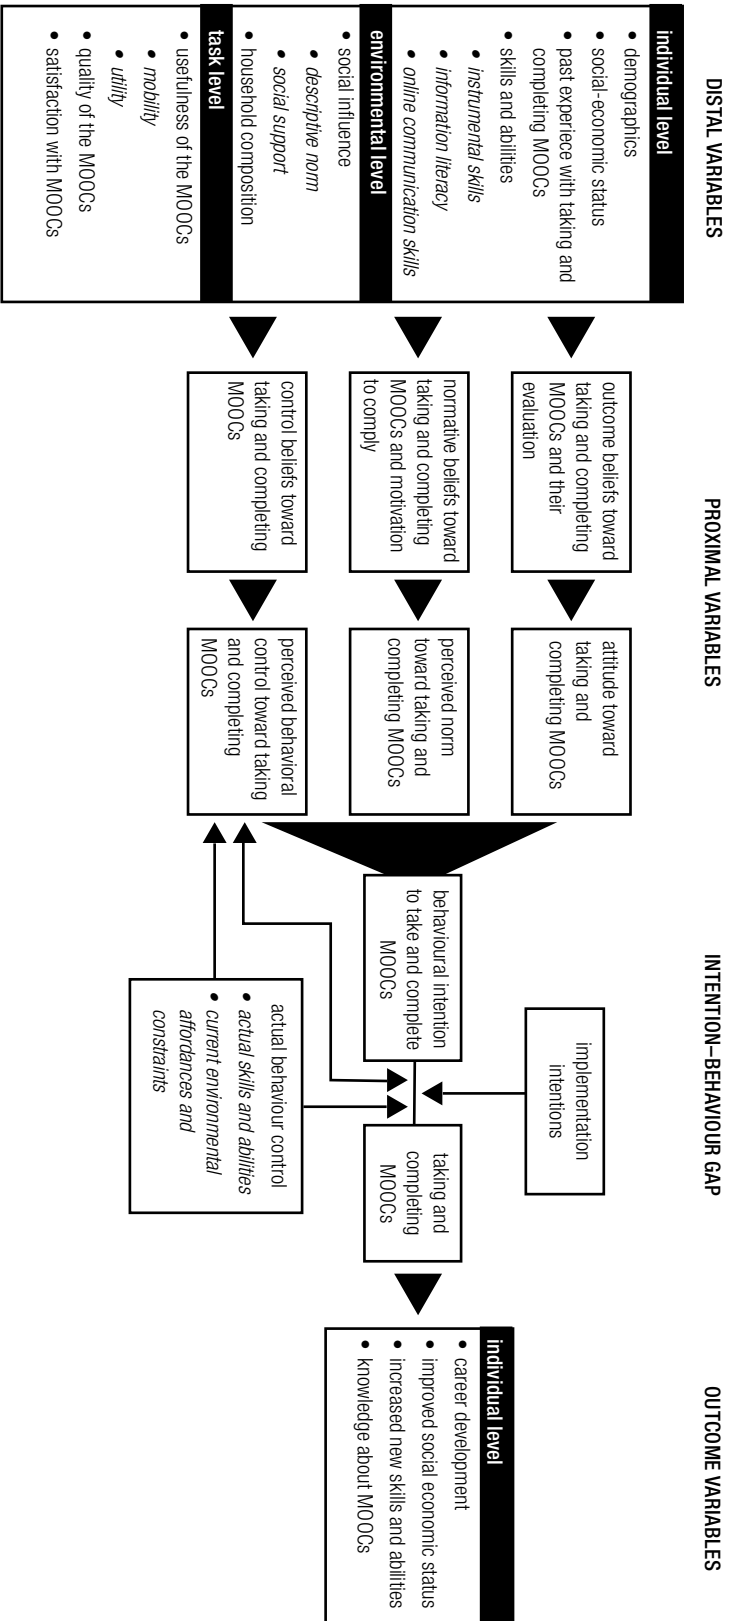 DISTAL VARIABLES
individual level
• demographics
• social-economic status
• past experiece with taking and
completing MOOCs
• skills and abilities
• instrumental skills
• information literacy
• online communication skills
environmental level
• social influence
• descriptive norm
• social support
• household composition
task level
• usefulness of the MOOCs
• mobility
• utility
• quality of the MOOCs
• satisfaction with MOOCs
PROXIMAL VARIABLES
outcome beliefs toward
taking and completing
MOOCs and their
evaluation
normative beliefs toward
taking and completing
MOOCs and motivation
to comply
control beliefs toward
taking and completing
MOOCs
attitude toward
taking and
completing MOOCs
perceived norm
toward taking and
completing MOOCs
perceived behavioral
control toward taking
and completing
MOOCs
INTENTION–BEHAVIOUR GAP
behavioural intention
to take and complete
MOOCs
implementation
intentions
actual behaviour control
• actual skills and abilities
• current environmental
affordances and
constraints
taking and
completing
MOOCs
OUTCOME VARIABLES
individual level
• career development
• improved social economic status
• increased new skills and abilities
• knowledge about MOOCs